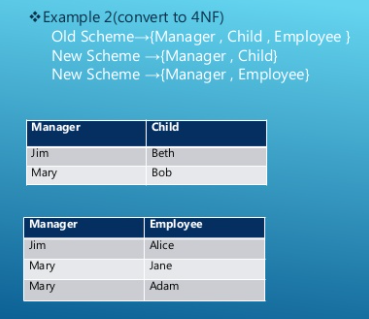 ❖Example 2(convert to 4NF)
Old Scheme→{Manager , Child , Employee }
New Scheme →{Manager , Child}
New Scheme →{Manager , Employee}
Manager Child
Jim Beth
Mary Bob
Manager Employee
Jim Alice
Mary Jane
Mary Adam